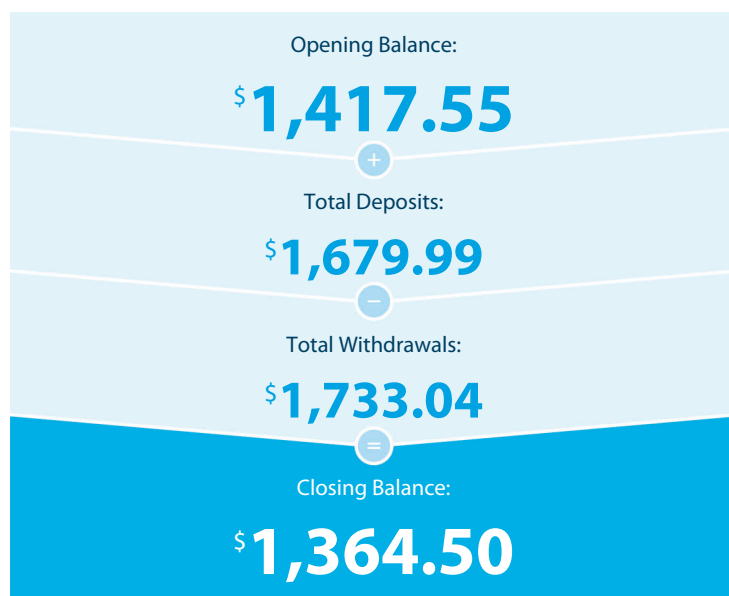 Opening Balance:
$1,417.55
+
Total Deposits:
$1,679.99
−
Total Withdrawals:
$1,733.04
=
Closing Balance:
$1,364.50